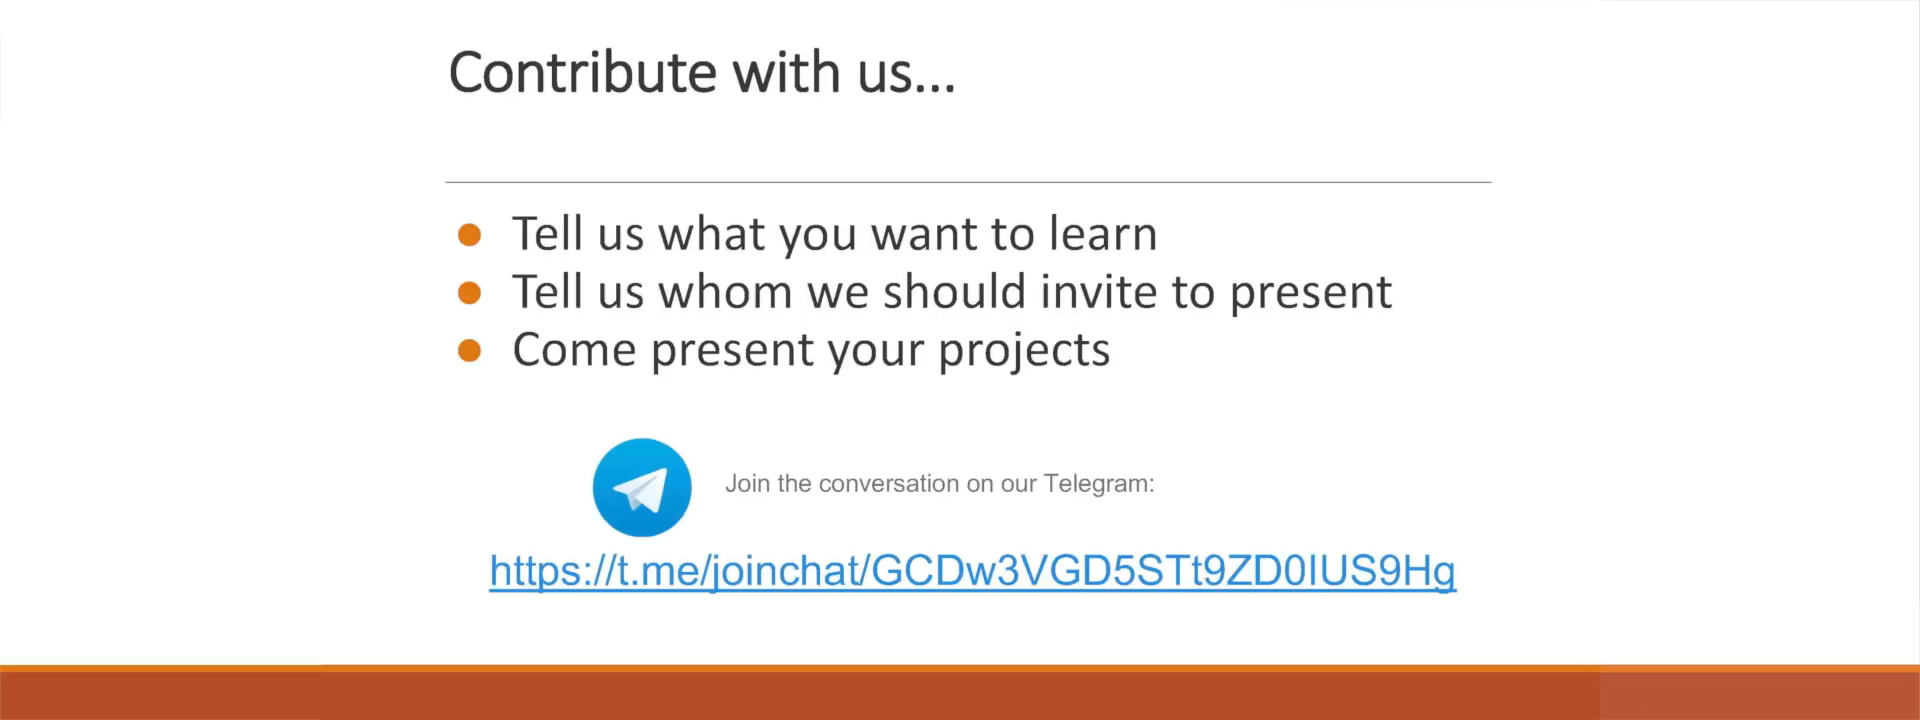 Contribute with us...
● Tell us what you want to learn
● Tell us whom we should invite to present
● Come present your projects
Join the conversation on our Telegram:
https://t.me/joinchat/GCDw3VGD5STt9ZD0IUS9Hg